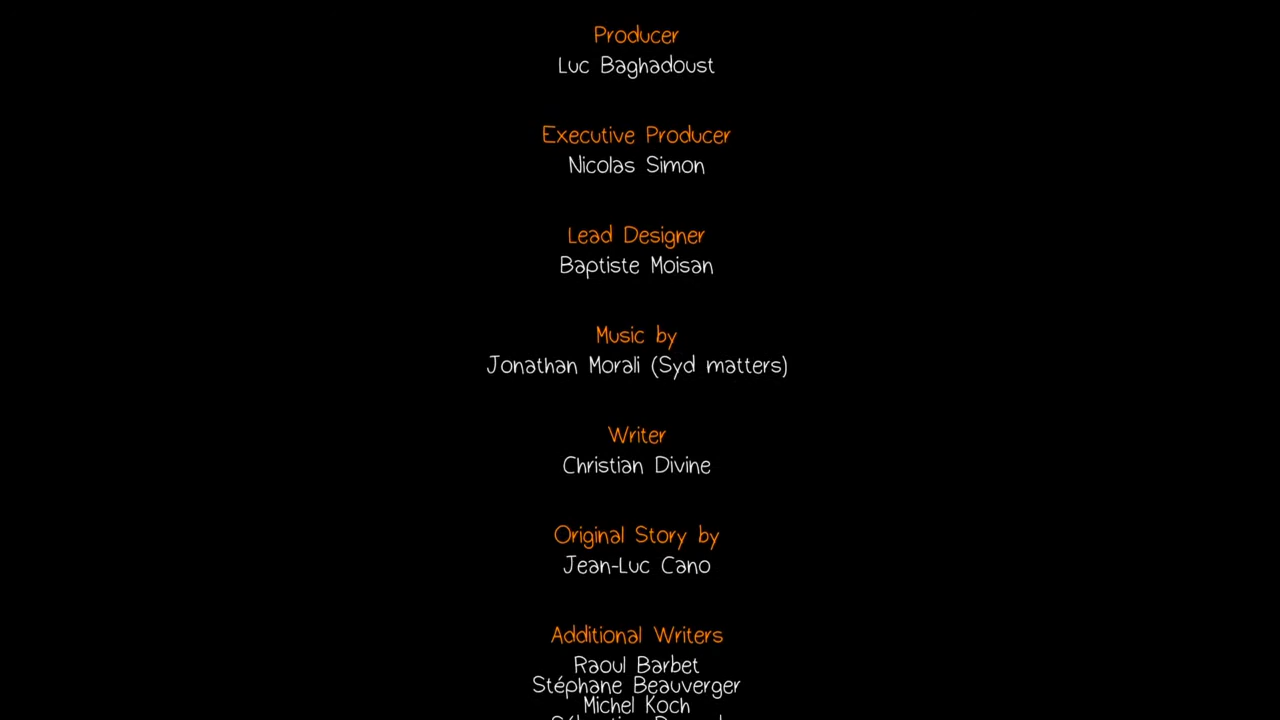 Producer
Luc Baghadoust
Executive Producer
Nicolas Simon
Lead Designer
Baptiste Moisan
Music by
Jonathan Morali (Syd matters)
Writer
Christian Divine
Original Story by
Jean-Luc Cano
Additional Writers
Raoul Barbet
Stéphane Beauverger
Michel Koch